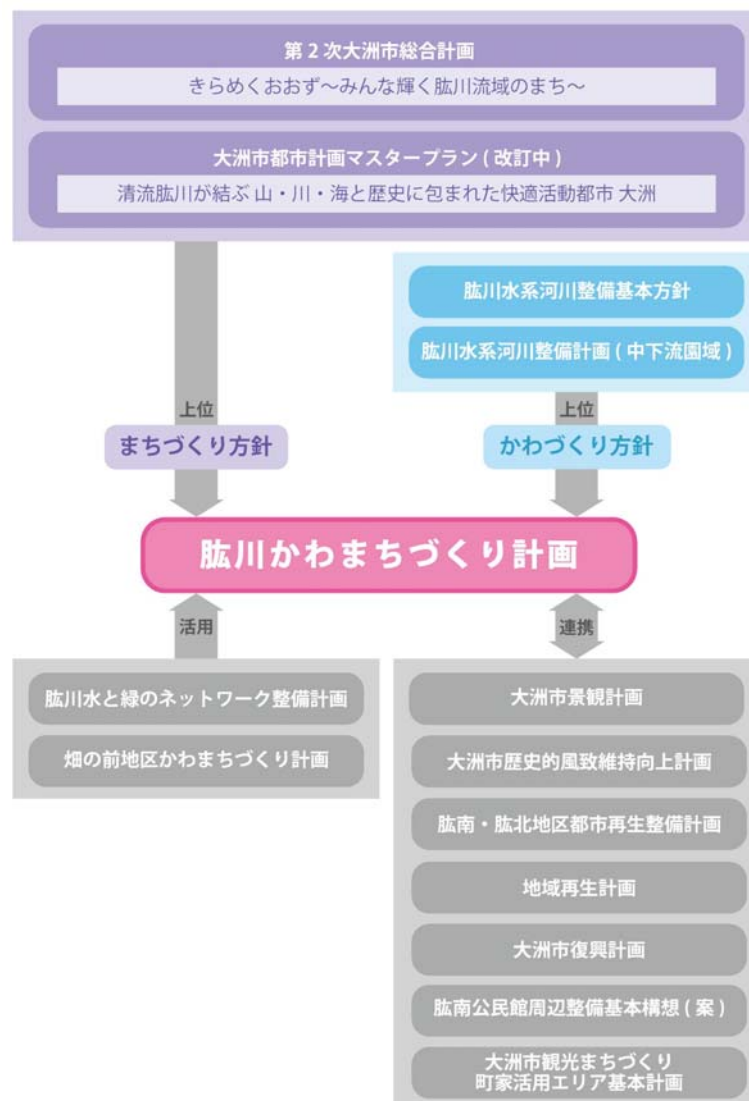 第2次大洲市総合計画
きらめくおおず～みんな輝く肱川流域のまち～
大洲市都市計画マスタープラン(改訂中)
清流肱川が結ぶ 山・川・海と歴史に包まれた快適活動都市 大洲
肱川水系河川整備基本方針
肱川水系河川整備計画(中下流圏域)
上位
まちづくり方針
上位
かわづくり方針
肱川かわまちづくり計画
活用
連携
肱川水と緑のネットワーク整備計画
畑の前地区かわまちづくり計画
大洲市景観計画
大洲市歴史的風致維持向上計画
肱南・肱北地区都市再生整備計画
地域再生計画
大洲市復興計画
肱南公民館周辺整備基本構想(案)
大洲市観光まちづくり
町家活用エリア基本計画